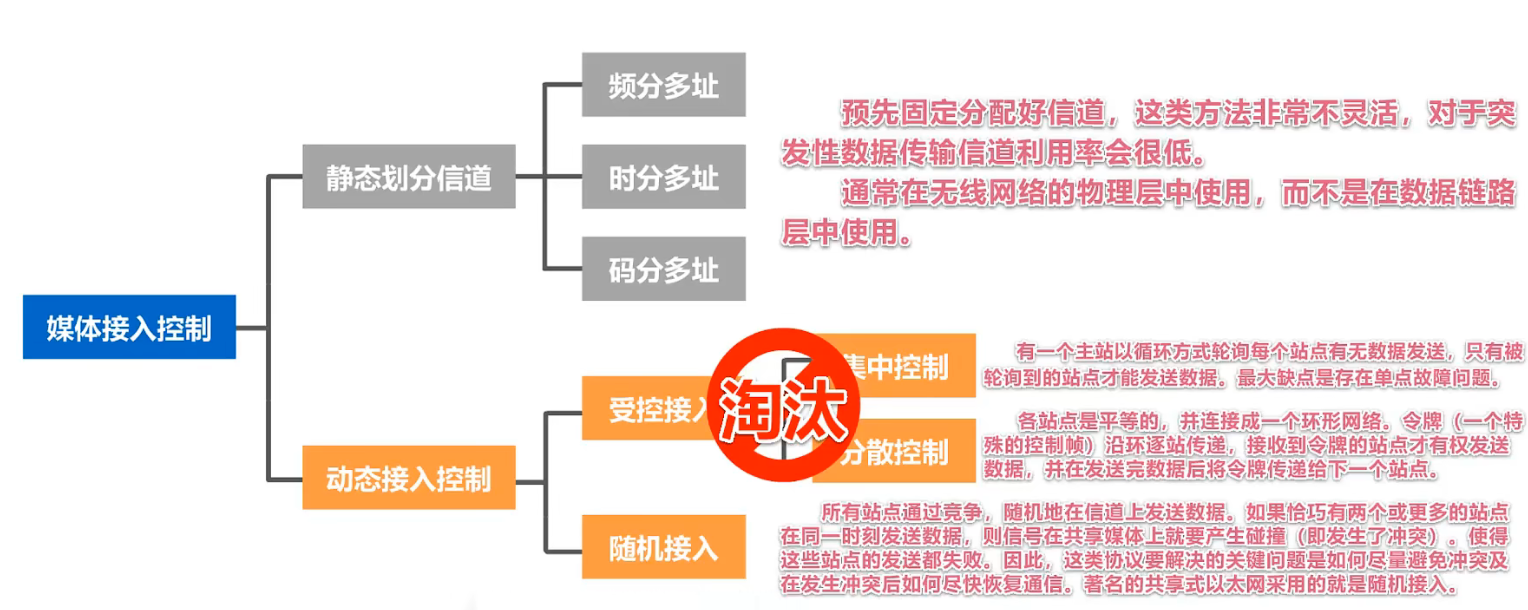 频分多址
预先固定分配好信道，这类方法非常不灵活，对于突
发性数据传输信道利用率会很低。
静态划分信道
时分多址
通常在无线网络的物理层中使用，而不是在数据链路
层中使用。
码分多址
媒体接入控制
集中控制
有一个主站以循环方式轮询每个站点有无数据发送，只有被
轮询到的站点才能发送数据。最大缺点是存在单点故障问题。
受控接入
淘汰
分散控制
各站点是平等的，并连接成一个环形网络。令牌（一个特
殊的控制帧）沿环逐站传递，接收到令牌的站点才有权发送
数据，并在发送完数据后将令牌传递给下一个站点。
动态接入控制
随机接入
所有站点通过竞争，随机地在信道上发送数据。如果恰巧有两个或更多的站点
在同一时刻发送数据，则信号在共享媒体上就要产生碰撞（即发生了冲突）。使得
这些站点的发送都失败。因此，这类协议要解决的关键问题是如何尽量避免冲突及
在发生冲突后如何尽快恢复通信。著名的共享式以太网采用的就是随机接入。